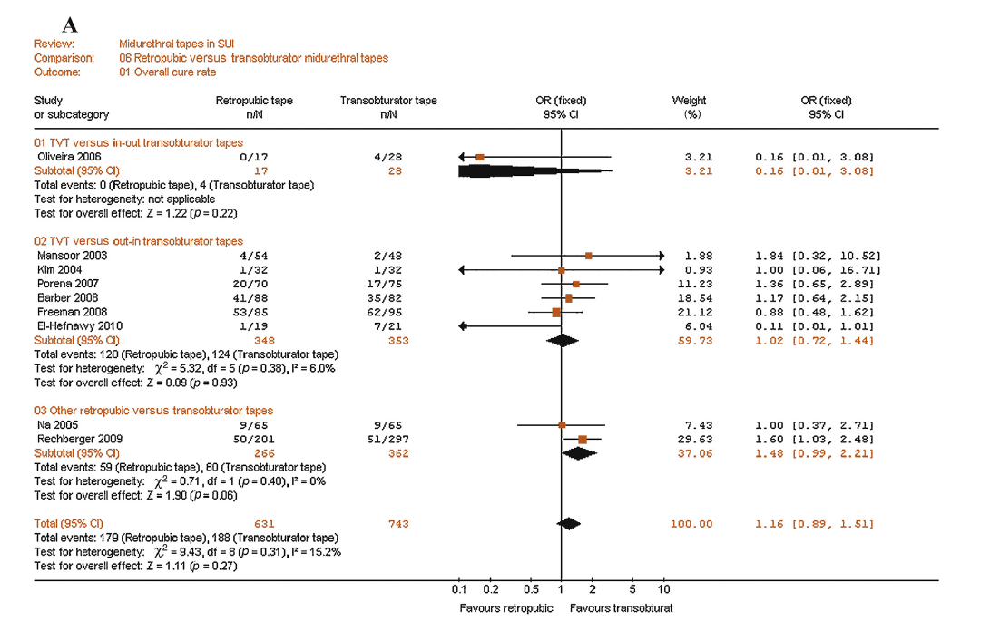 A
Review: Midurethral tapes in SUI
Comparison: 06 Retropubic versus transobturator midurethral tapes
Outcome: 01 Overall cure rate
Study Retropubic tape Transobturator tape OR (fixed) Weight OR (fixed)
or subcategory n/N n/N 95% CI (%) 95% CI
01 TVT versus in-out transobturator tapes
Oliveira 2006 0/17 4/28 3.21 0.16 [0.01, 3.08]
Subtotal (95% CI) 17 28 3.21 0.16 [0.01, 3.08]
Total events: 0 (Retropubic tape), 4 (Transobturator tape)
Test for heterogeneity: not applicable
Test for overall effect: Z = 1.22 (p = 0.22)
02 TVT versus out-in transobturator tapes
Mansoor 2003 4/54 2/48 1.88 1.84 [0.32, 10.52]
Kim 2004 1/32 1/32 0.93 1.00 [0.06, 16.71]
Porena 2007 20/70 17/75 11.23 1.36 [0.65, 2.89]
Barber 2008 41/88 35/82 18.54 1.17 [0.64, 2.15]
Freeman 2008 53/85 62/95 21.12 0.88 [0.48, 1.62]
El-Hefnawy 2010 1/19 7/21 6.04 0.11 [0.01, 1.01]
Subtotal (95% CI) 348 353 59.73 1.02 [0.72, 1.44]
Total events: 120 (Retropubic tape), 124 (Transobturator tape)
Test for heterogeneity: χ² = 5.32, df = 5 (p = 0.38), I² = 6.0%
Test for overall effect: Z = 0.09 (p = 0.93)
03 Other retropubic versus transobturator tapes
Na 2005 9/65 9/65 7.43 1.00 [0.37, 2.71]
Rechberger 2009 50/201 51/297 29.63 1.60 [1.03, 2.48]
Subtotal (95% CI) 266 362 37.06 1.48 [0.99, 2.21]
Total events: 59 (Retropubic tape), 60 (Transobturator tape)
Test for heterogeneity: χ² = 0.71, df = 1 (p = 0.40), I² = 0%
Test for overall effect: Z = 1.90 (p = 0.06)
Total (95% CI) 631 743 100.00 1.16 [0.89, 1.51]
Total events: 179 (Retropubic tape), 188 (Transobturator tape)
Test for heterogeneity: χ² = 9.43, df = 8 (p = 0.31), I² = 15.2%
Test for overall effect: Z = 1.11 (p = 0.27)
0.1 0.2 0.5 1 2 5 10
Favours retropubic Favours transobturat